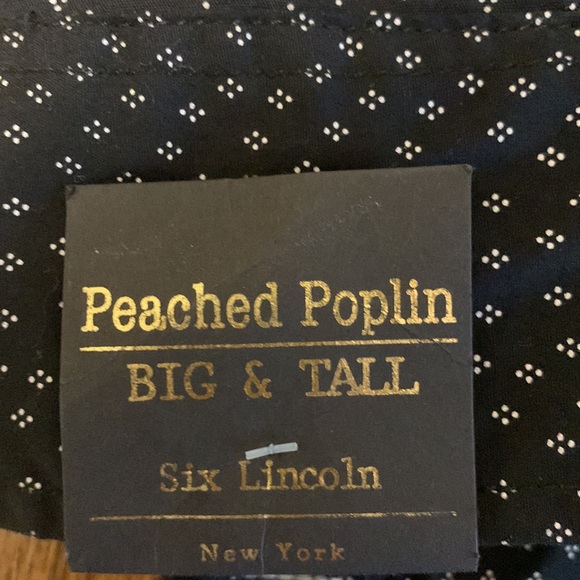 Peached Poplin
BIG & TALL
Six Lincoln
New York